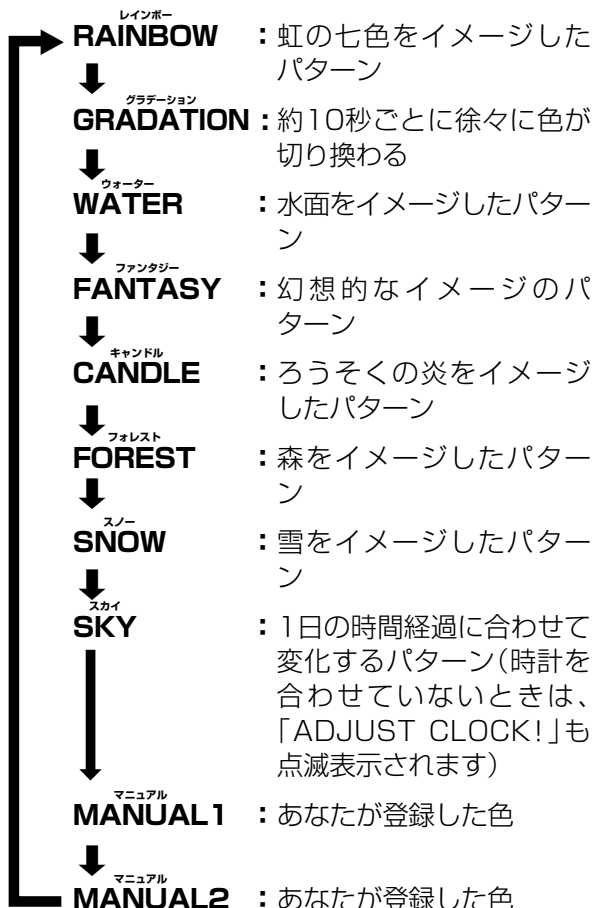 レインボー
RAINBOW :虹の七色をイメージした
パターン
グラデーション
GRADATION :約10秒ごとに徐々に色が
切り換わる
ウォーター
WATER :水面をイメージしたパター
ン
ファンタジー
FANTASY :幻想的なイメージのパ
ターン
キャンドル
CANDLE :ろうそくの炎をイメージ
したパターン
フォレスト
FOREST :森をイメージしたパター
ン
スノー
SNOW :雪をイメージしたパター
ン
スカイ
SKY :1日の時間経過に合わせて
変化するパターン(時計を
合わせていないときは、
「ADJUST CLOCK!」も
点滅表示されます)
マニュアル
MANUAL1 :あなたが登録した色
マニュアル
MANUAL2 :あなたが登録した色